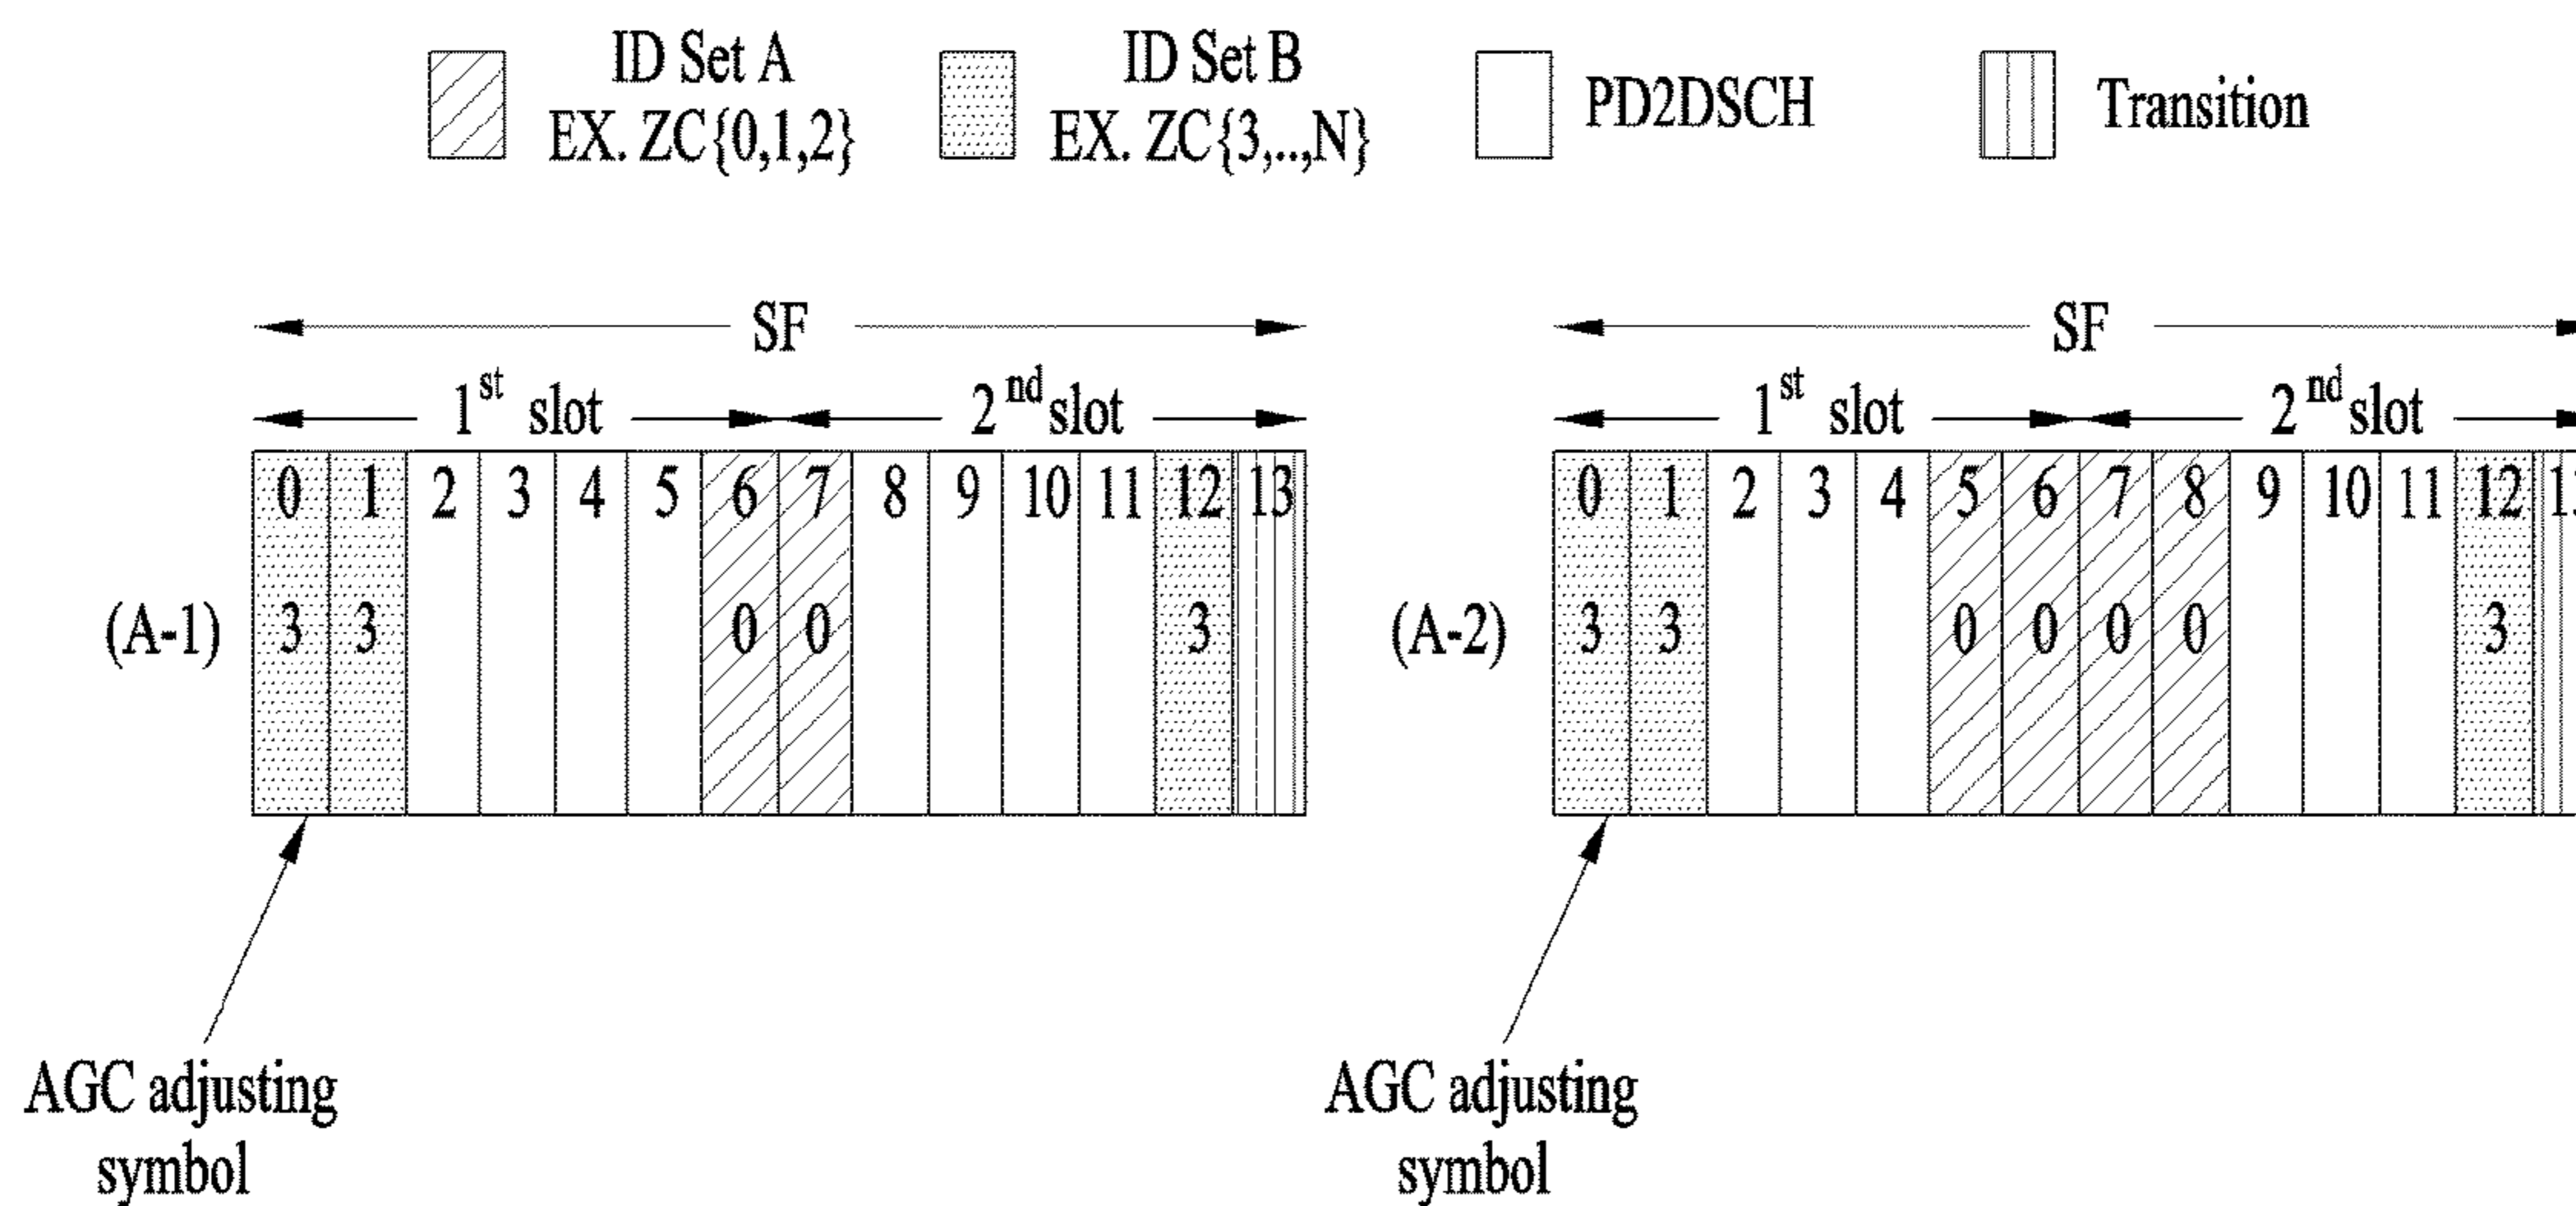 ID Set A
EX. ZC{0,1,2}
ID Set B
EX. ZC{3,..,N}
PD2DSCH
Transition
SF
1st slot 2nd slot
0 1 2 3 4 5 6 7 8 9 10 11 12 13
(A-1) 3 3 0 0 3
AGC adjusting
symbol
SF
1st slot 2nd slot
0 1 2 3 4 5 6 7 8 9 10 11 12
(A-2) 3 3 0 0 0 0 3
AGC adjusting
symbol